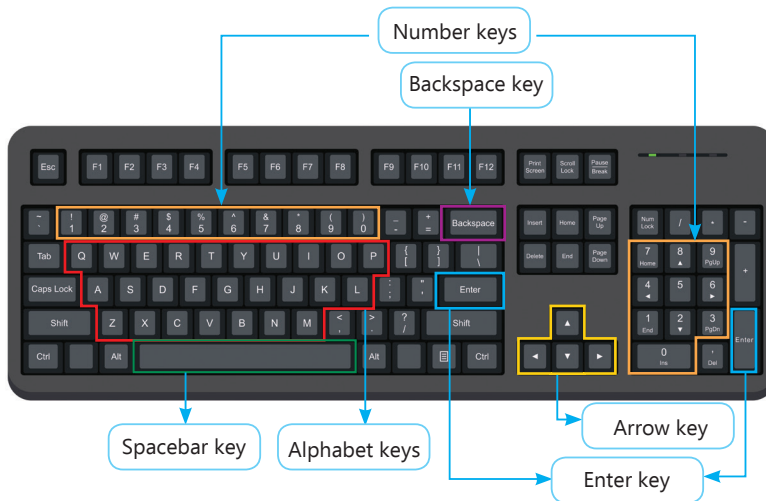 Number keys
Backspace key
Esc F1 F2 F3 F4 F5 F6 F7 F8 F9 F10 F11 F12 Print Screen Scroll Lock Pause Break
~ ` ! 1 @ 2 # 3 $ 4 % 5 ^ 6 & 7 * 8 ( 9 ) 0 _ - + = Backspace Insert Home Page Up Num Lock / * -
Tab Q W E R T Y U I O P { [ } ] | \ Delete End Page Down 7 Home 8 ▲ 9 PgUp +
Caps Lock A S D F G H J K L : ; " , Enter 4 ◄ 5 6 ►
Shift Z X C V B N M < , > . ? / Shift ▲ 1 End 2 ▼ 3 PgDn Enter
Ctrl Alt Alt Ctrl ◄ ▼ ► 0 Ins , Del
Spacebar key
Alphabet keys
Arrow key
Enter key